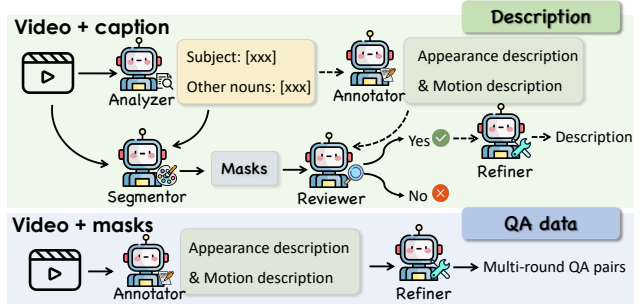 Video + caption
Description
Subject: [xxx]
Other nouns: [xxx]
Analyzer
Annotator
Appearance description
& Motion description
Segmentor
Masks
Reviewer
Yes
No
Refiner
Description
Video + masks
QA data
Annotator
Appearance description
& Motion description
Refiner
Multi-round QA pairs